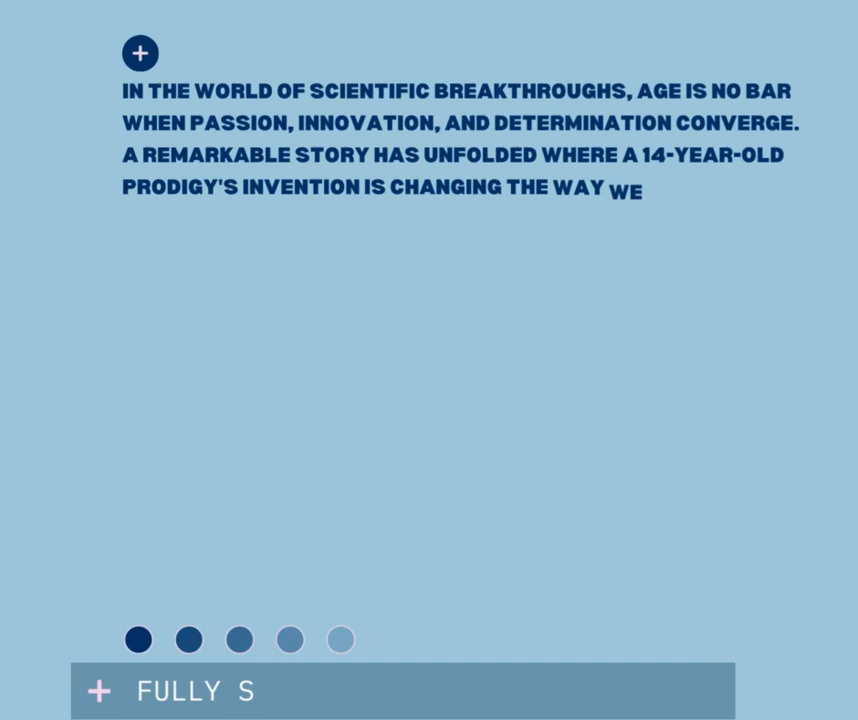 IN THE WORLD OF SCIENTIFIC BREAKTHROUGHS, AGE IS NO BAR
WHEN PASSION, INNOVATION, AND DETERMINATION CONVERGE.
A REMARKABLE STORY HAS UNFOLDED WHERE A 14-YEAR-OLD
PRODIGY'S INVENTION IS CHANGING THE WAY WE
FULLY S